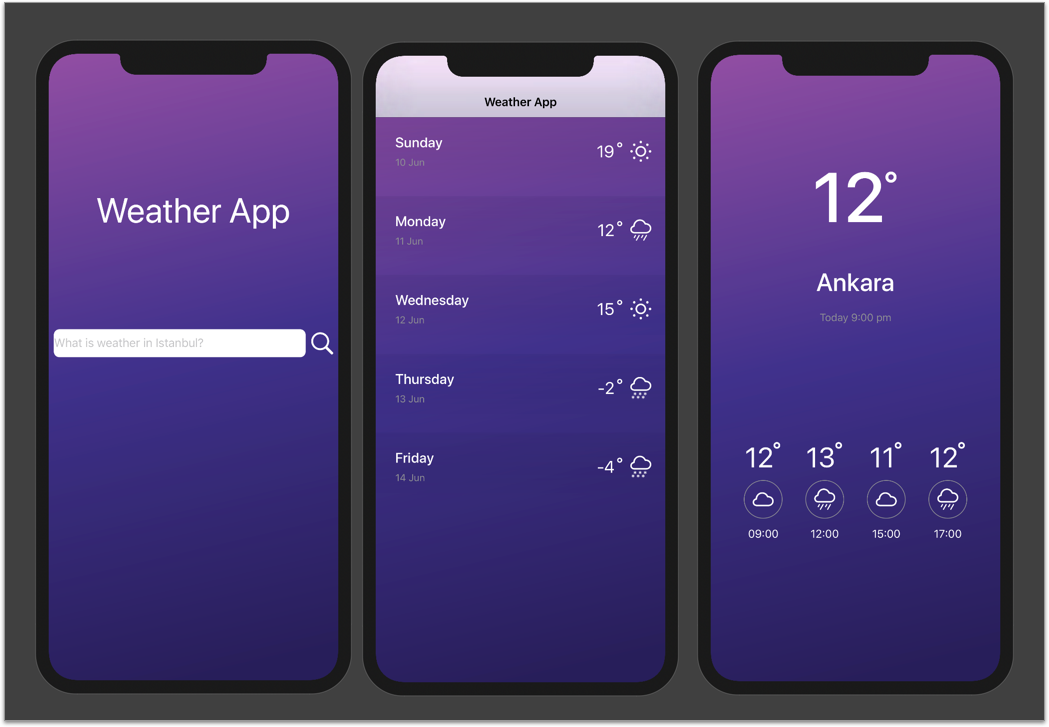 Weather App
What is weather in Istanbul?
Weather App
Sunday
10 Jun
19°
Monday
11 Jun
12°
Wednesday
12 Jun
15°
Thursday
13 Jun
-2°
Friday
14 Jun
-4°
12°
Ankara
Today 9:00 pm
12° 13° 11° 12°
09:00 12:00 15:00 17:00